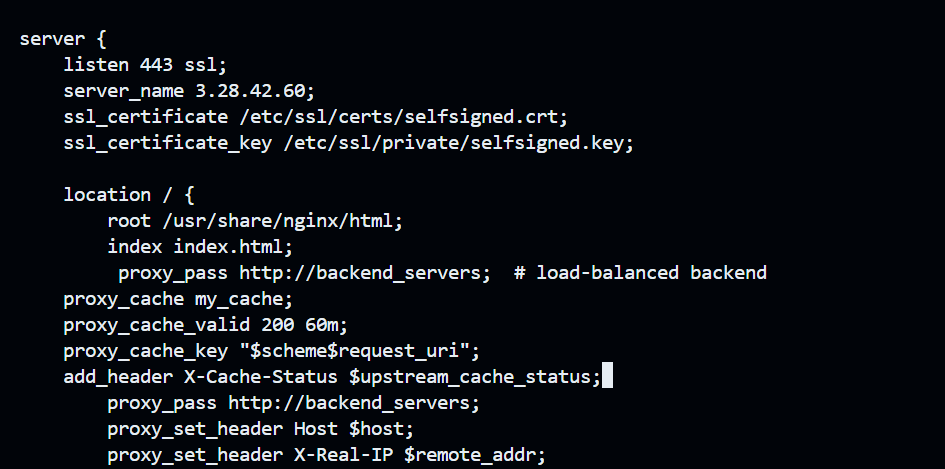 server {
    listen 443 ssl;
    server_name 3.28.42.60;
    ssl_certificate /etc/ssl/certs/selfsigned.crt;
    ssl_certificate_key /etc/ssl/private/selfsigned.key;

    location / {
        root /usr/share/nginx/html;
        index index.html;
         proxy_pass http://backend_servers;  # load-balanced backend
    proxy_cache my_cache;
    proxy_cache_valid 200 60m;
    proxy_cache_key "$scheme$request_uri";
    add_header X-Cache-Status $upstream_cache_status;
        proxy_pass http://backend_servers;
        proxy_set_header Host $host;
        proxy_set_header X-Real-IP $remote_addr;